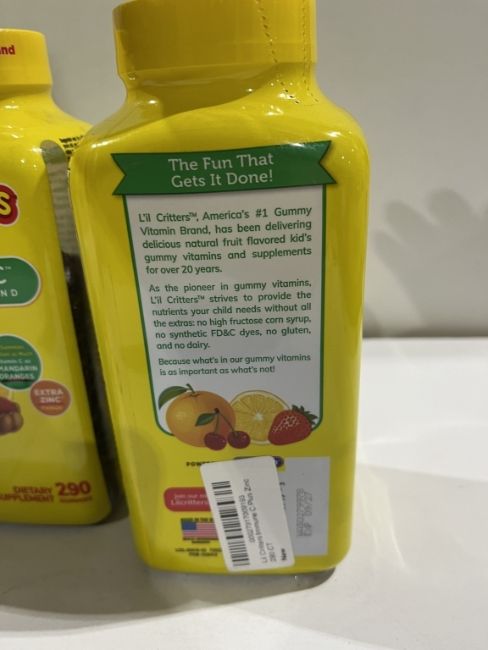 The Fun That
Gets It Done!
L'il Critters™, America's #1 Gummy
Vitamin Brand, has been delivering
delicious natural fruit flavored kid's
gummy vitamins and supplements
for over 20 years.
As the pioneer in gummy vitamins,
L'il Critters™ strives to provide the
nutrients your child needs without all
the extras: no high fructose corn syrup,
no synthetic FD&C dyes, no gluten,
and no dairy.
Because what's in our gummy vitamins
is as important as what's not!
MANDARIN
ORANGES
EXTRA
ZINC
DIETARY
SUPPLEMENT
290
290 CT
New